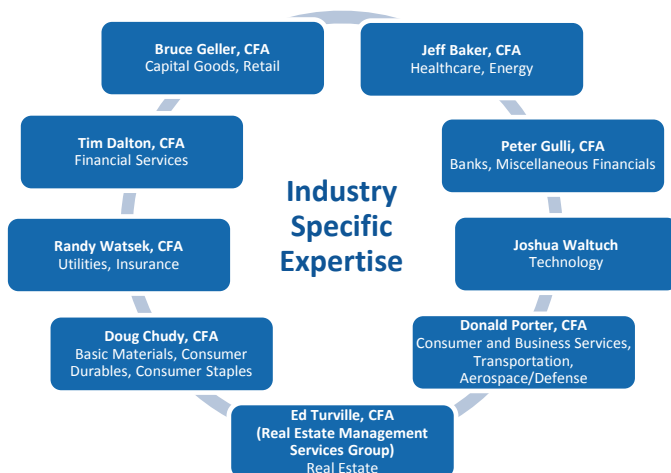 Bruce Geller, CFA
Capital Goods, Retail
Jeff Baker, CFA
Healthcare, Energy
Tim Dalton, CFA
Financial Services
Peter Gulli, CFA
Banks, Miscellaneous Financials
Industry
Specific
Expertise
Randy Watsek, CFA
Utilities, Insurance
Joshua Waltuch
Technology
Doug Chudy, CFA
Basic Materials, Consumer
Durables, Consumer Staples
Donald Porter, CFA
Consumer and Business Services,
Transportation,
Aerospace/Defense
Ed Turville, CFA
(Real Estate Management
Services Group)
Real Estate